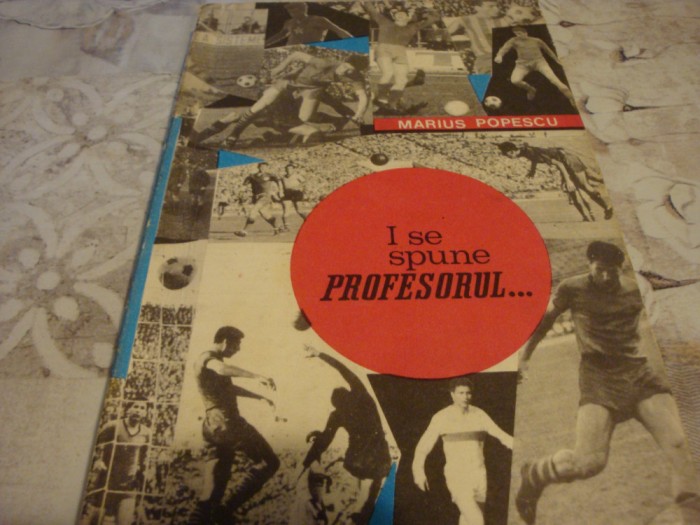 MARIUS POPESCU
I se
spune
PROFESORUL...